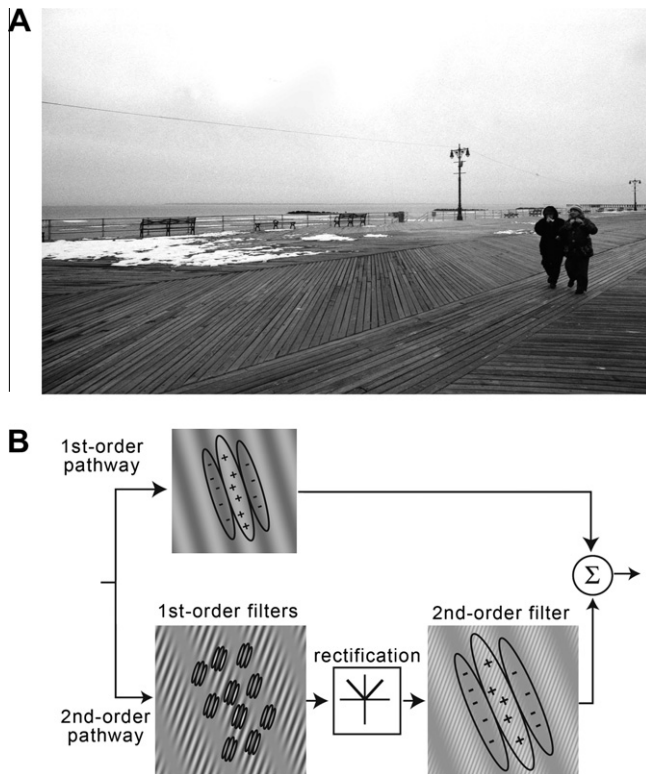 A
B
1st-order
pathway
Σ
1st-order filters
2nd-order filter
rectification
2nd-order
pathway